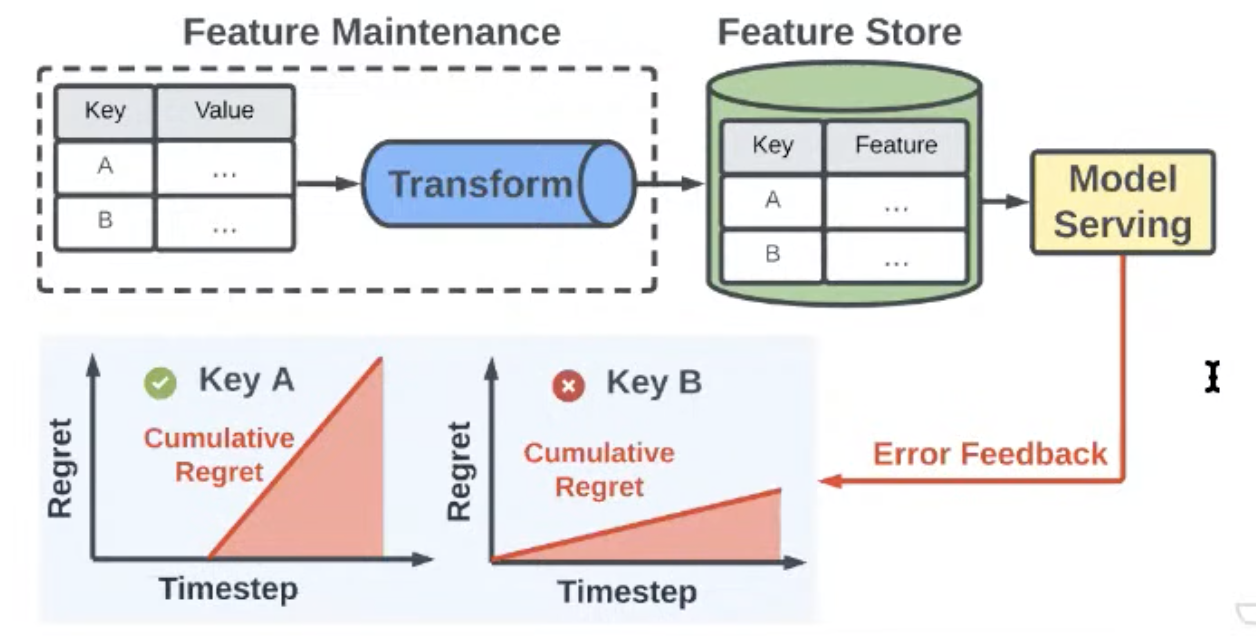 Feature Maintenance
Feature Store
Key Value
A ...
B ...
Transform
Key Feature
A ...
B ...
Model
Serving
Error Feedback
Key A
Cumulative
Regret
Regret
Timestep
Key B
Cumulative
Regret
Regret
Timestep